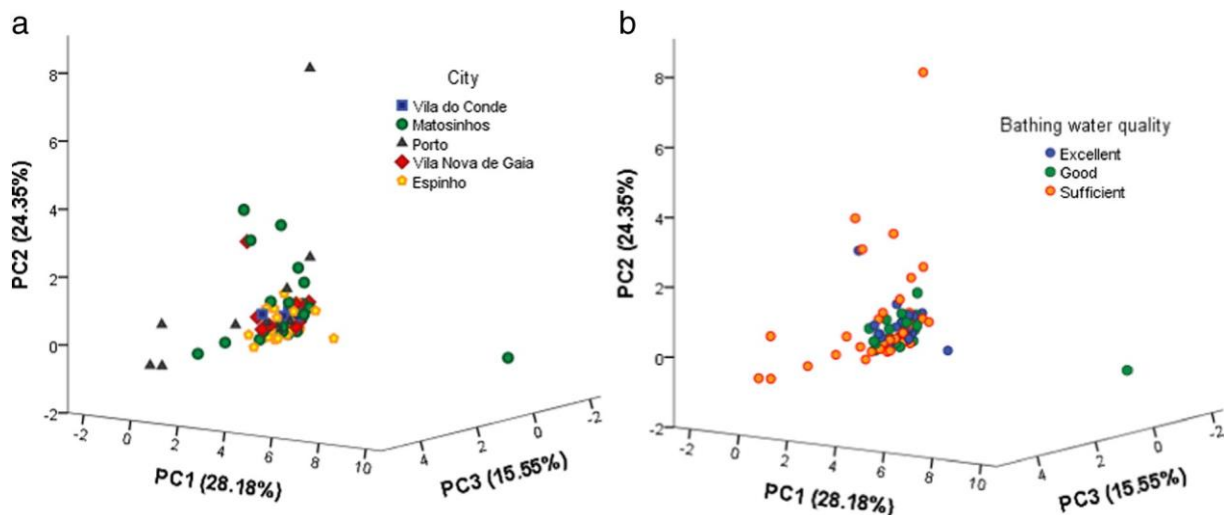 a
City
Vila do Conde
Matosinhos
Porto
Vila Nova de Gaia
Espinho
8
6
4
2
0
-2
PC2 (24.35%)
-2 0 2 4 6 8 10
PC1 (28.18%)
4 2 0 -2
PC3 (15.55%)
b
Bathing water quality
Excellent
Good
Sufficient
8
6
4
2
0
-2
PC2 (24.35%)
-2 0 2 4 6 8 10
PC1 (28.18%)
4 2 0 -2
PC3 (15.55%)